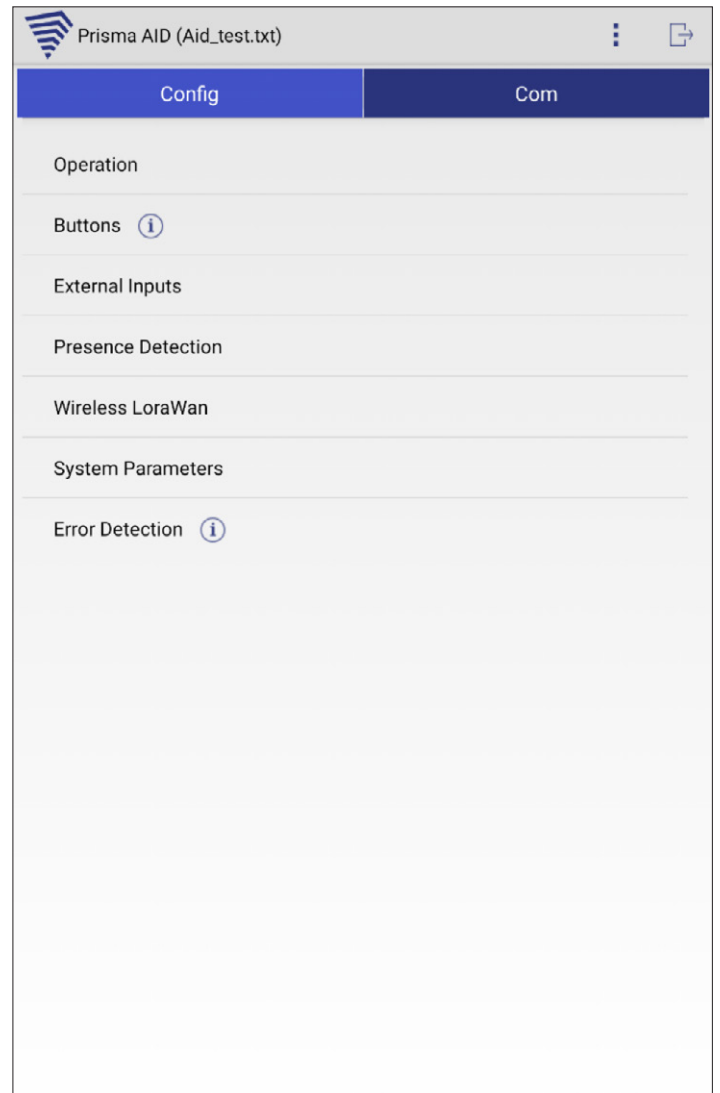 Prisma AID (Aid_test.txt)
Config Com
Operation
Buttons i
External Inputs
Presence Detection
Wireless LoraWan
System Parameters
Error Detection i